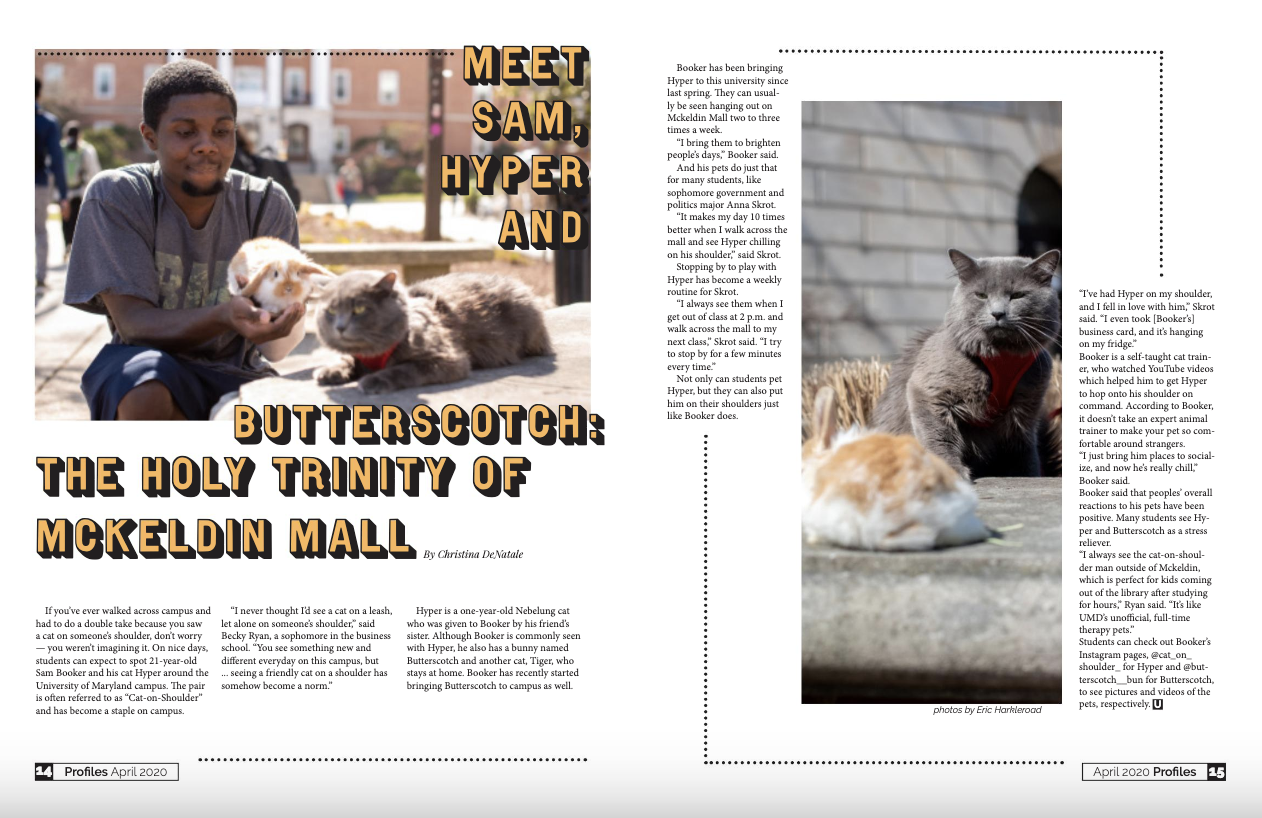 MEET
SAM,
HYPER
AND
BUTTERSCOTCH:
THE HOLY TRINITY OF
MCKELDIN MALL
By Christina DeNatale
If you've ever walked across campus and
had to do a double take because you saw
a cat on someone's shoulder, don't worry
— you weren't imagining it. On nice days,
students can expect to spot 21-year-old
Sam Booker and his cat Hyper around the
University of Maryland campus. The pair
is often referred to as "Cat-on-Shoulder"
and has become a staple on campus.
"I never thought I'd see a cat on a leash,
let alone on someone's shoulder," said
Becky Ryan, a sophomore in the business
school. "You see something new and
different everyday on this campus, but
... seeing a friendly cat on a shoulder has
somehow become a norm."
Hyper is a one-year-old Nebelung cat
who was given to Booker by his friend's
sister. Although Booker is commonly seen
with Hyper, he also has a bunny named
Butterscotch and another cat, Tiger, who
stays at home. Booker has recently started
bringing Butterscotch to campus as well.
14 Profiles April 2020
Booker has been bringing
Hyper to this university since
last spring. They can usual-
ly be seen hanging out on
Mckeldin Mall two to three
times a week.
"I bring them to brighten
people's days," Booker said.
And his pets do just that
for many students, like
sophomore government and
politics major Anna Skrot.
"It makes my day 10 times
better when I walk across the
mall and see Hyper chilling
on his shoulder," said Skrot.
Stopping by to play with
Hyper has become a weekly
routine for Skrot.
"I always see them when I
get out of class at 2 p.m. and
walk across the mall to my
next class," Skrot said. "I try
to stop by for a few minutes
every time."
Not only can students pet
Hyper, but they can also put
him on their shoulders just
like Booker does.
photos by Eric Harkleroad
"I've had Hyper on my shoulder,
and I fell in love with him," Skrot
said. "I even took [Booker's]
business card, and it's hanging
on my fridge."
Booker is a self-taught cat train-
er, who watched YouTube videos
which helped him to get Hyper
to hop onto his shoulder on
command. According to Booker,
it doesn't take an expert animal
trainer to make your pet so com-
fortable around strangers.
"I just bring him places to social-
ize, and now he's really chill,"
Booker said.
Booker said that peoples' overall
reactions to his pets have been
positive. Many students see Hy-
per and Butterscotch as a stress
reliever.
"I always see the cat-on-shoul-
der man outside of Mckeldin,
which is perfect for kids coming
out of the library after studying
for hours," Ryan said. "It's like
UMD's unofficial, full-time
therapy pets."
Students can check out Booker's
Instagram pages, @cat_on_
shoulder_ for Hyper and @but-
terscotch__bun for Butterscotch,
to see pictures and videos of the
pets, respectively. U
April 2020 Profiles 15